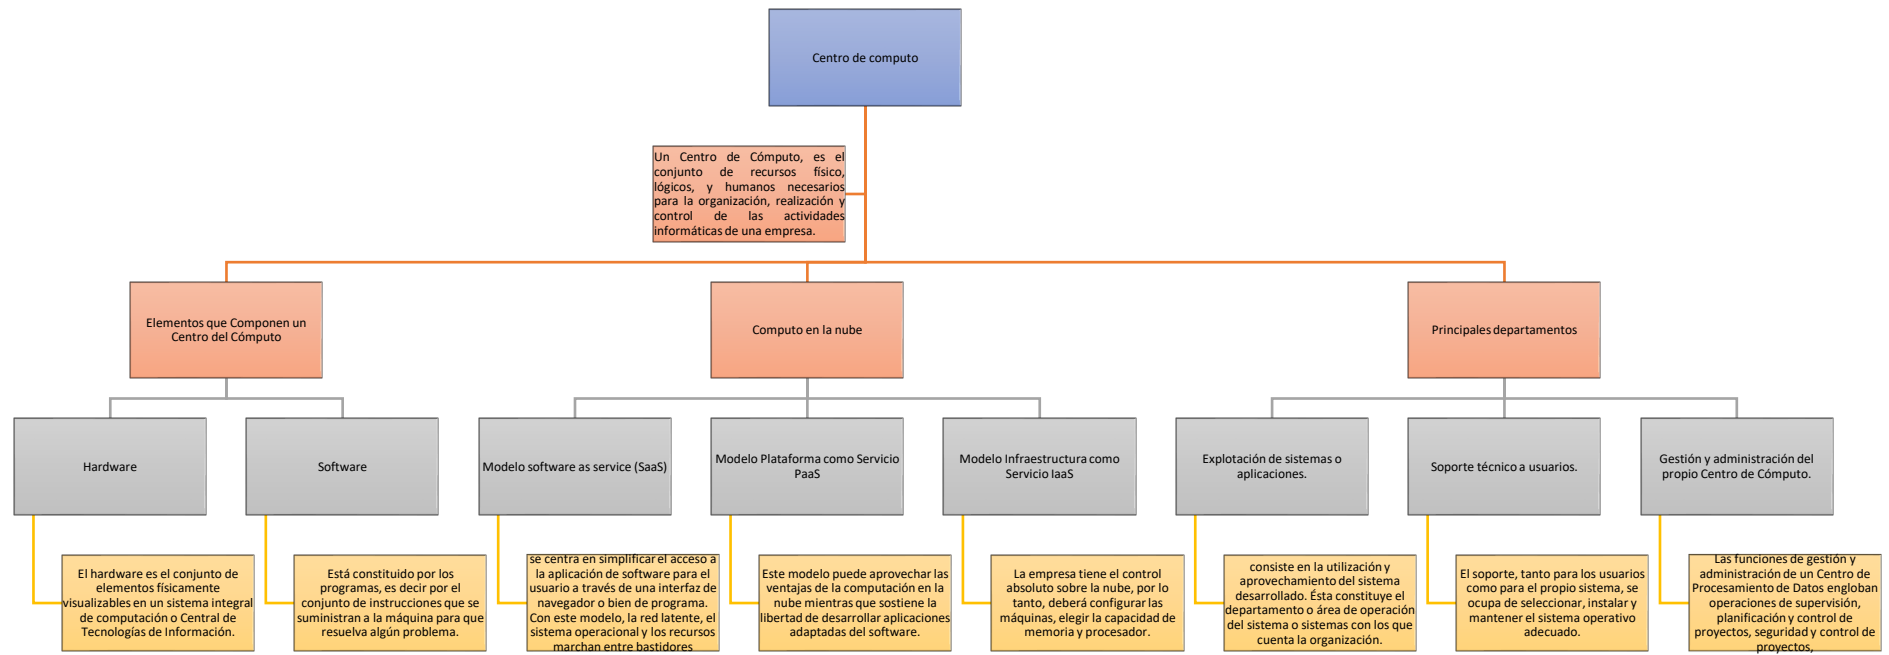 Centro de computo
Un Centro de Cómputo, es el
conjunto de recursos físico,
lógicos, y humanos necesarios
para la organización, realización y
control de las actividades
informáticas de una empresa.
Elementos que Componen un
Centro del Cómputo
Computo en la nube
Principales departamentos
Hardware
Software
Modelo software as service (SaaS)
Modelo Plataforma como Servicio
PaaS
Modelo Infraestructura como
Servicio IaaS
Explotación de sistemas o
aplicaciones.
Soporte técnico a usuarios.
Gestión y administración del
propio Centro de Cómputo.
El hardware es el conjunto de
elementos físicamente
visualizables en un sistema integral
de computación o Central de
Tecnologías de Información.
Está constituido por los
programas, es decir por el
conjunto de instrucciones que se
suministran a la máquina para que
resuelva algún problema.
se centra en simplificar el acceso a
la aplicación de software para el
usuario a través de una interfaz de
navegador o bien de programa.
Con este modelo, la red latente, el
sistema operacional y los recursos
marchan entre bastidores
Este modelo puede aprovechar las
ventajas de la computación en la
nube mientras que sostiene la
libertad de desarrollar aplicaciones
adaptadas del software.
La empresa tiene el control
absoluto sobre la nube, por lo
tanto, deberá configurar las
máquinas, elegir la capacidad de
memoria y procesador.
consiste en la utilización y
aprovechamiento del sistema
desarrollado. Ésta constituye el
departamento o área de operación
del sistema o sistemas con los que
cuenta la organización.
El soporte, tanto para los usuarios
como para el propio sistema, se
ocupa de seleccionar, instalar y
mantener el sistema operativo
adecuado.
Las funciones de gestión y
administración de un Centro de
Procesamiento de Datos engloban
operaciones de supervisión,
planificación y control de
proyectos, seguridad y control de
proyectos,